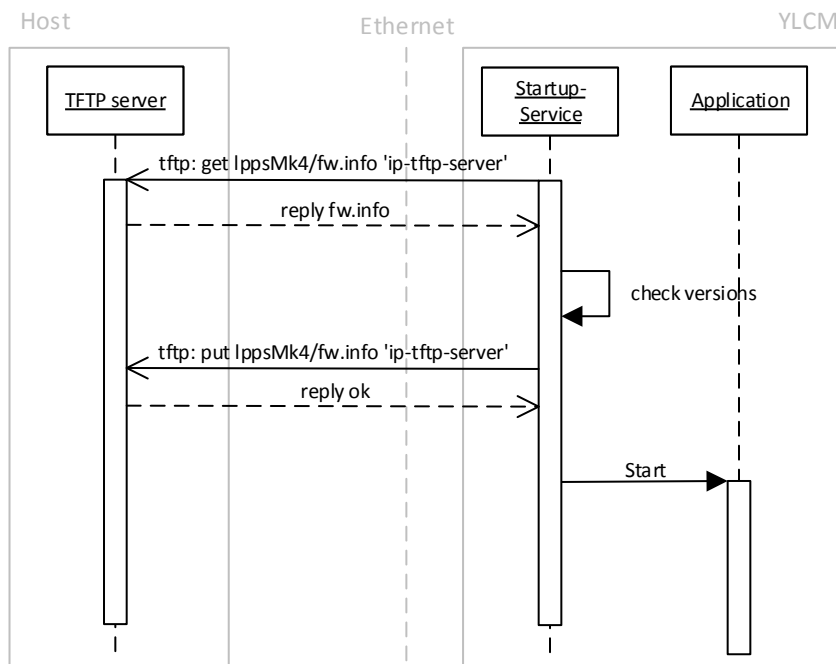 Host
Ethernet
YLCM
TFTP server
Startup-
Service
Application
tftp: get lppsMk4/fw.info 'ip-tftp-server'
reply fw.info
check versions
tftp: put lppsMk4/fw.info 'ip-tftp-server'
reply ok
Start